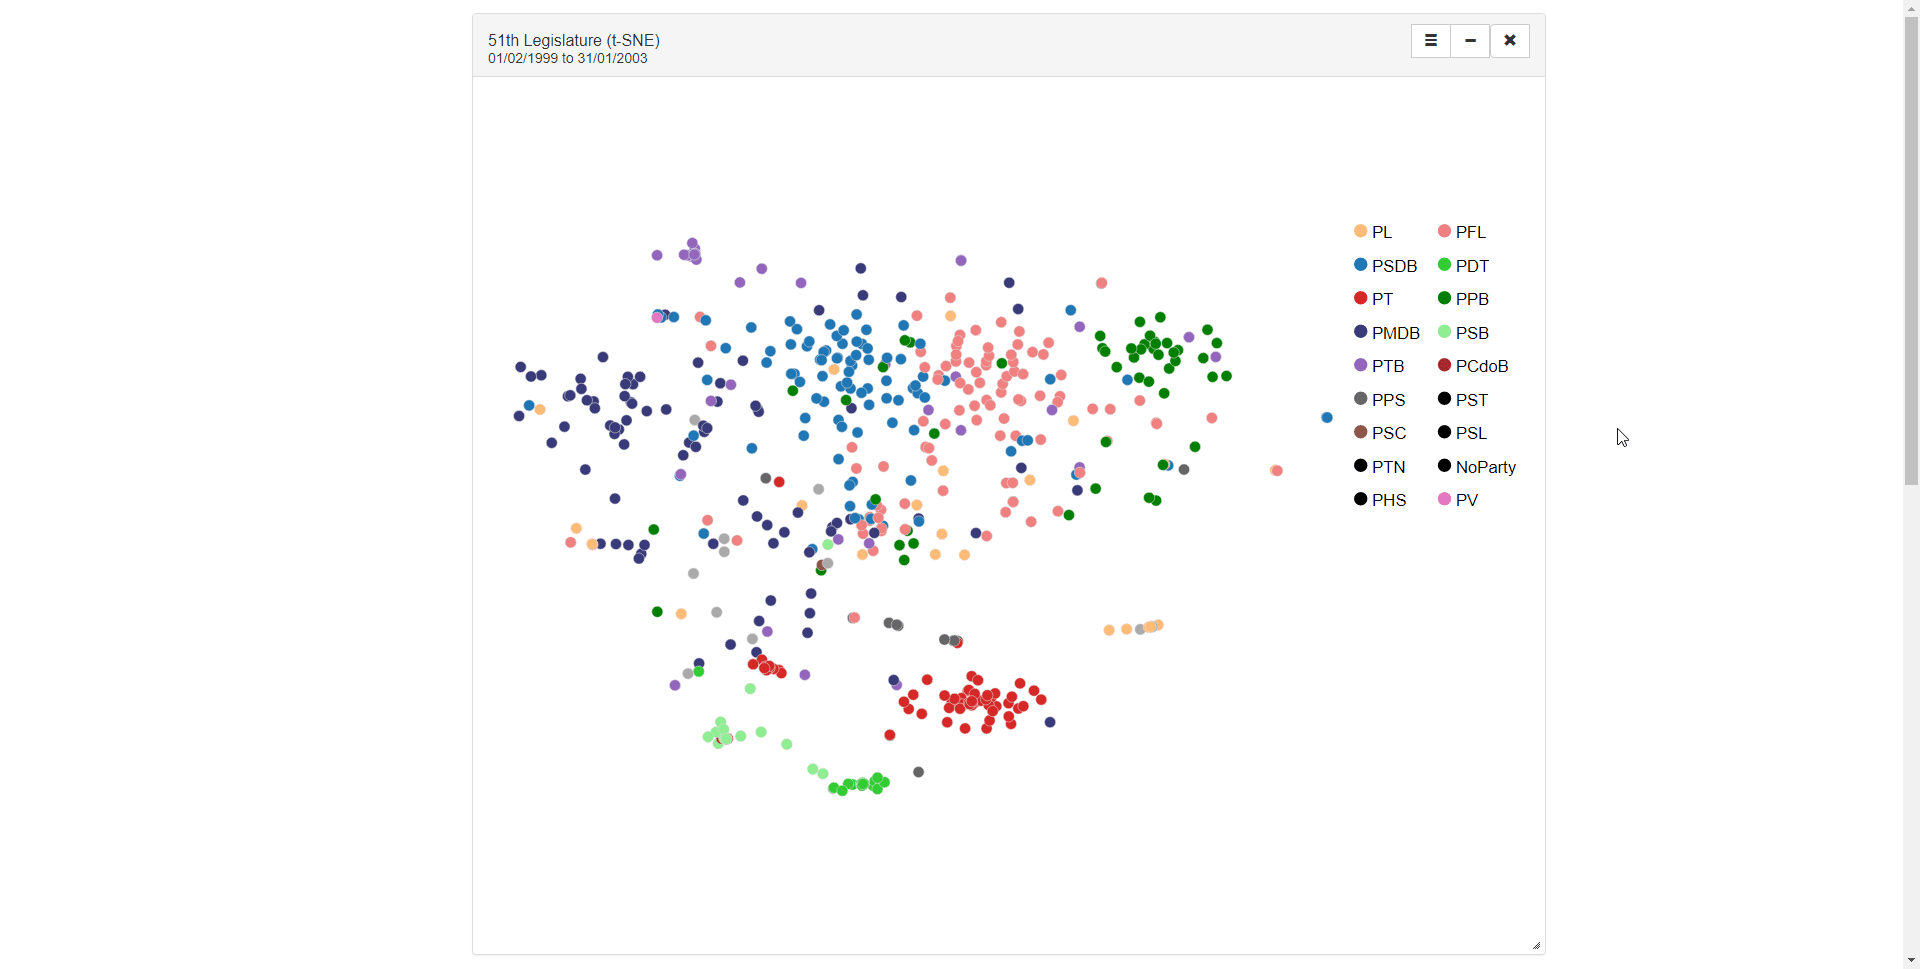 51th Legislature (t-SNE)
01/02/1999 to 31/01/2003
PL PFL
PSDB PDT
PT PPB
PMDB PSB
PTB PCdoB
PPS PST
PSC PSL
PTN NoParty
PHS PV